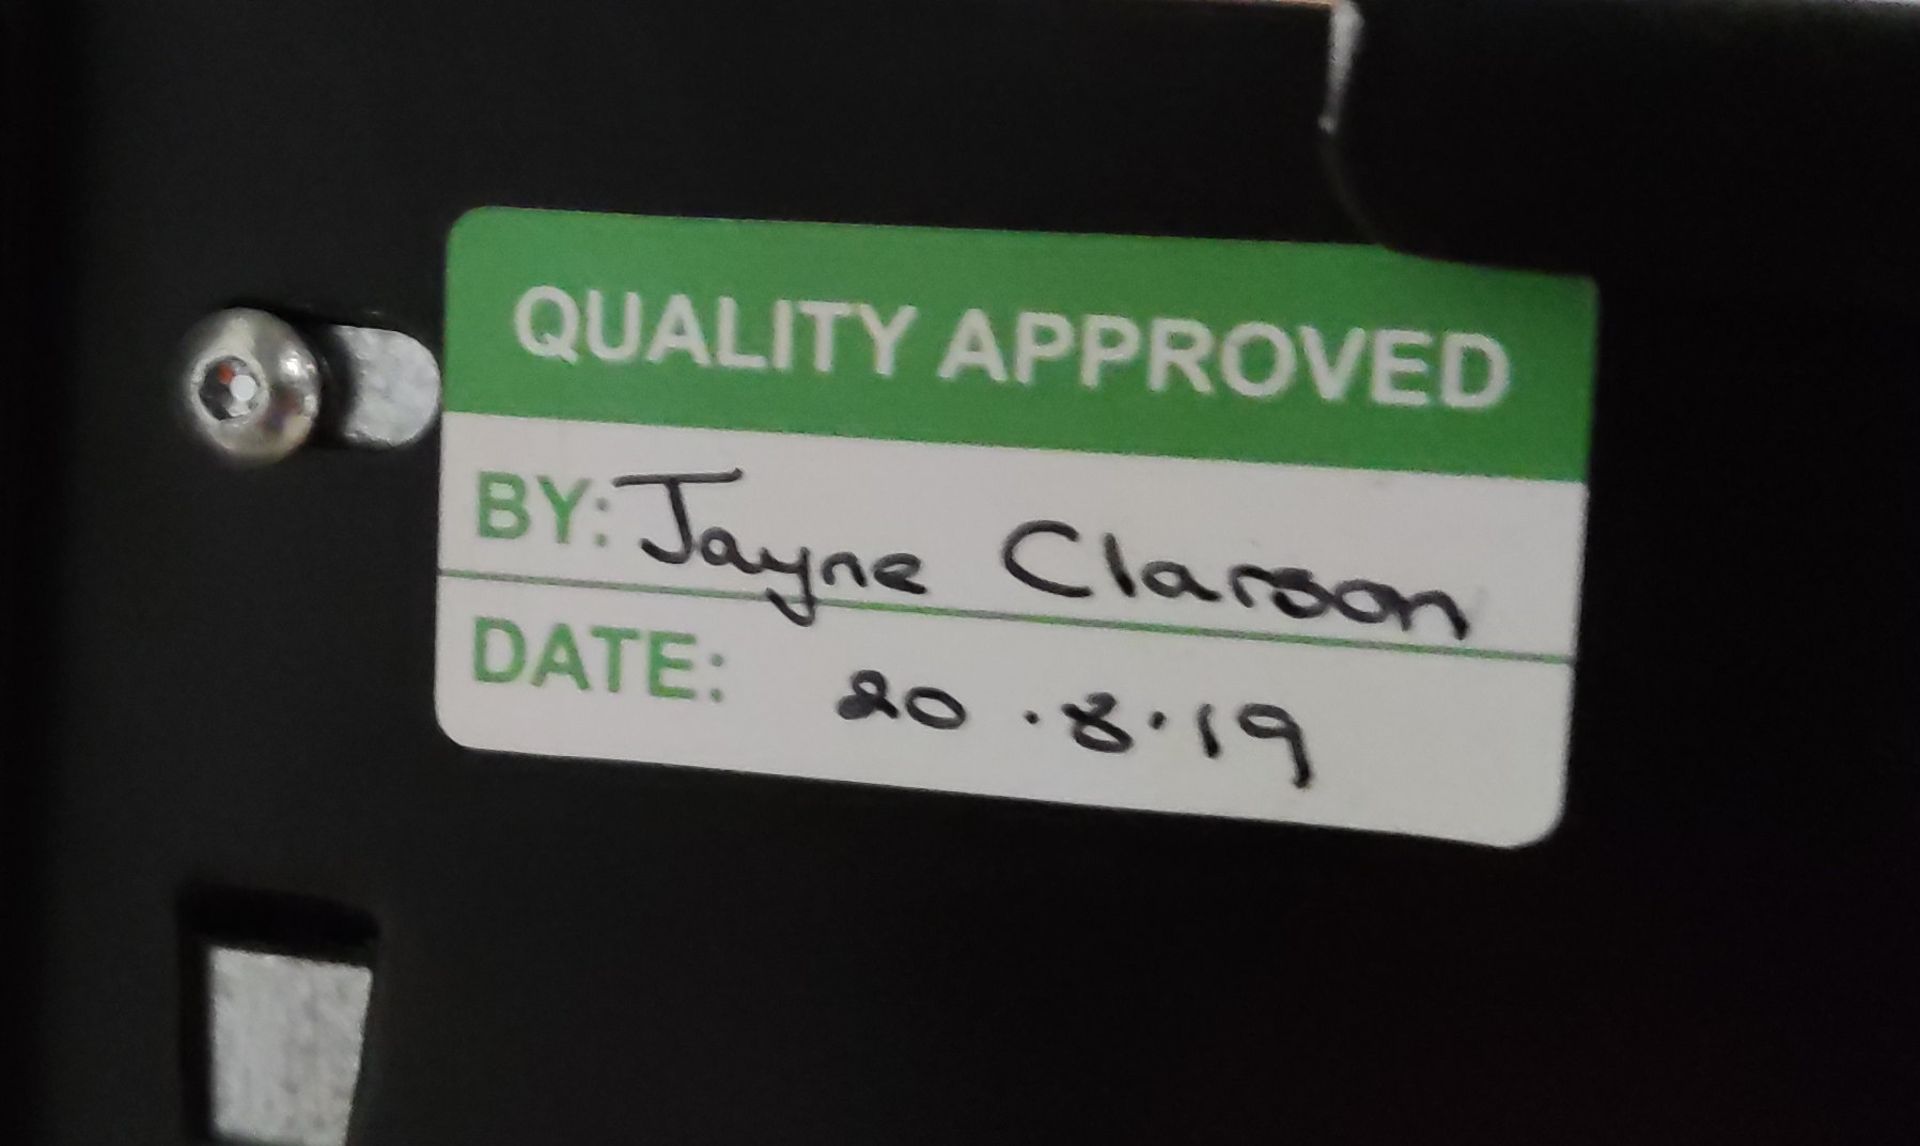 QUALITY APPROVED
BY: Jayne Clarson
DATE: 20.8.19